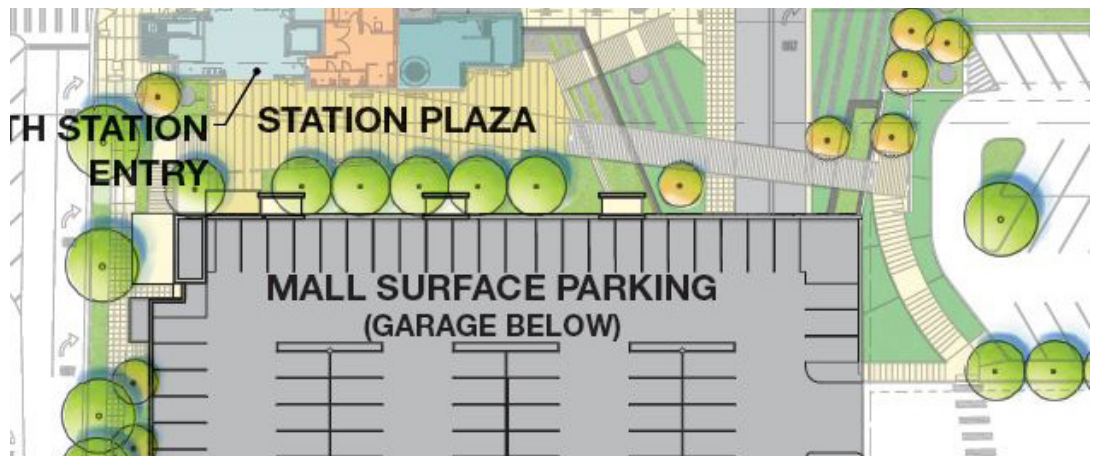 TH STATION
ENTRY
STATION PLAZA
MALL SURFACE PARKING
(GARAGE BELOW)